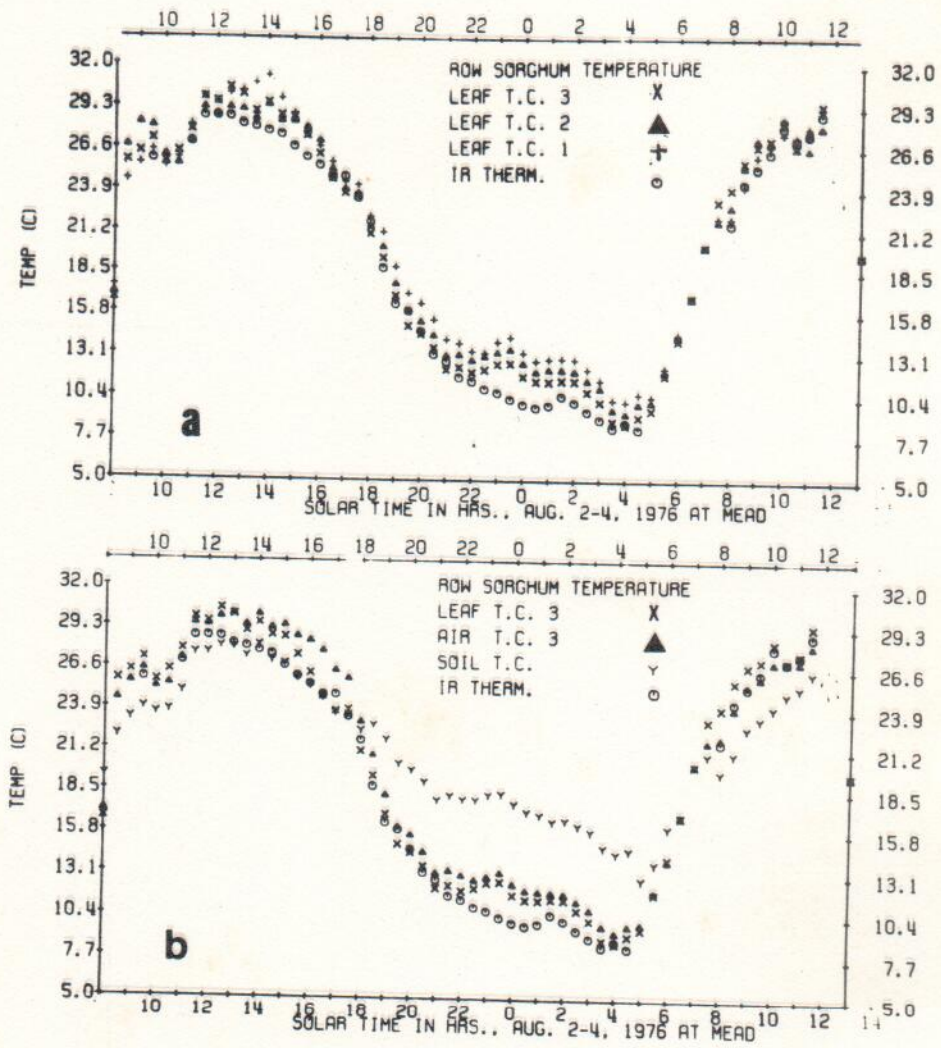 10 12 14 16 18 20 22 0 2 4 6 8 10 12
32.0
29.3
26.6
23.9
21.2
18.5
15.8
13.1
10.4
7.7
5.0
TEMP (C)
ROW SORGHUM TEMPERATURE
LEAF T.C. 3 X
LEAF T.C. 2 ▲
LEAF T.C. 1 +
IR THERM. ⊙
32.0
29.3
26.6
23.9
21.2
18.5
15.8
13.1
10.4
7.7
5.0
a
10 12 14 16 18 20 22 0 2 4 6 8 10 12
SOLAR TIME IN HRS., AUG. 2-4, 1976 AT MEAD
8 10 12 14 16 18 20 22 0 2 4 6 8 10 12
32.0
29.3
26.6
23.9
21.2
18.5
15.8
13.1
10.4
7.7
5.0
TEMP (C)
ROW SORGHUM TEMPERATURE
LEAF T.C. 3 X
AIR T.C. 3 ▲
SOIL T.C. Y
IR THERM. ⊙
32.0
29.3
26.6
23.9
21.2
18.5
15.8
13.1
10.4
7.7
5.0
b
10 12 14 16 18 20 22 0 2 4 6 8 10 12
SOLAR TIME IN HRS., AUG. 2-4, 1976 AT MEAD
14